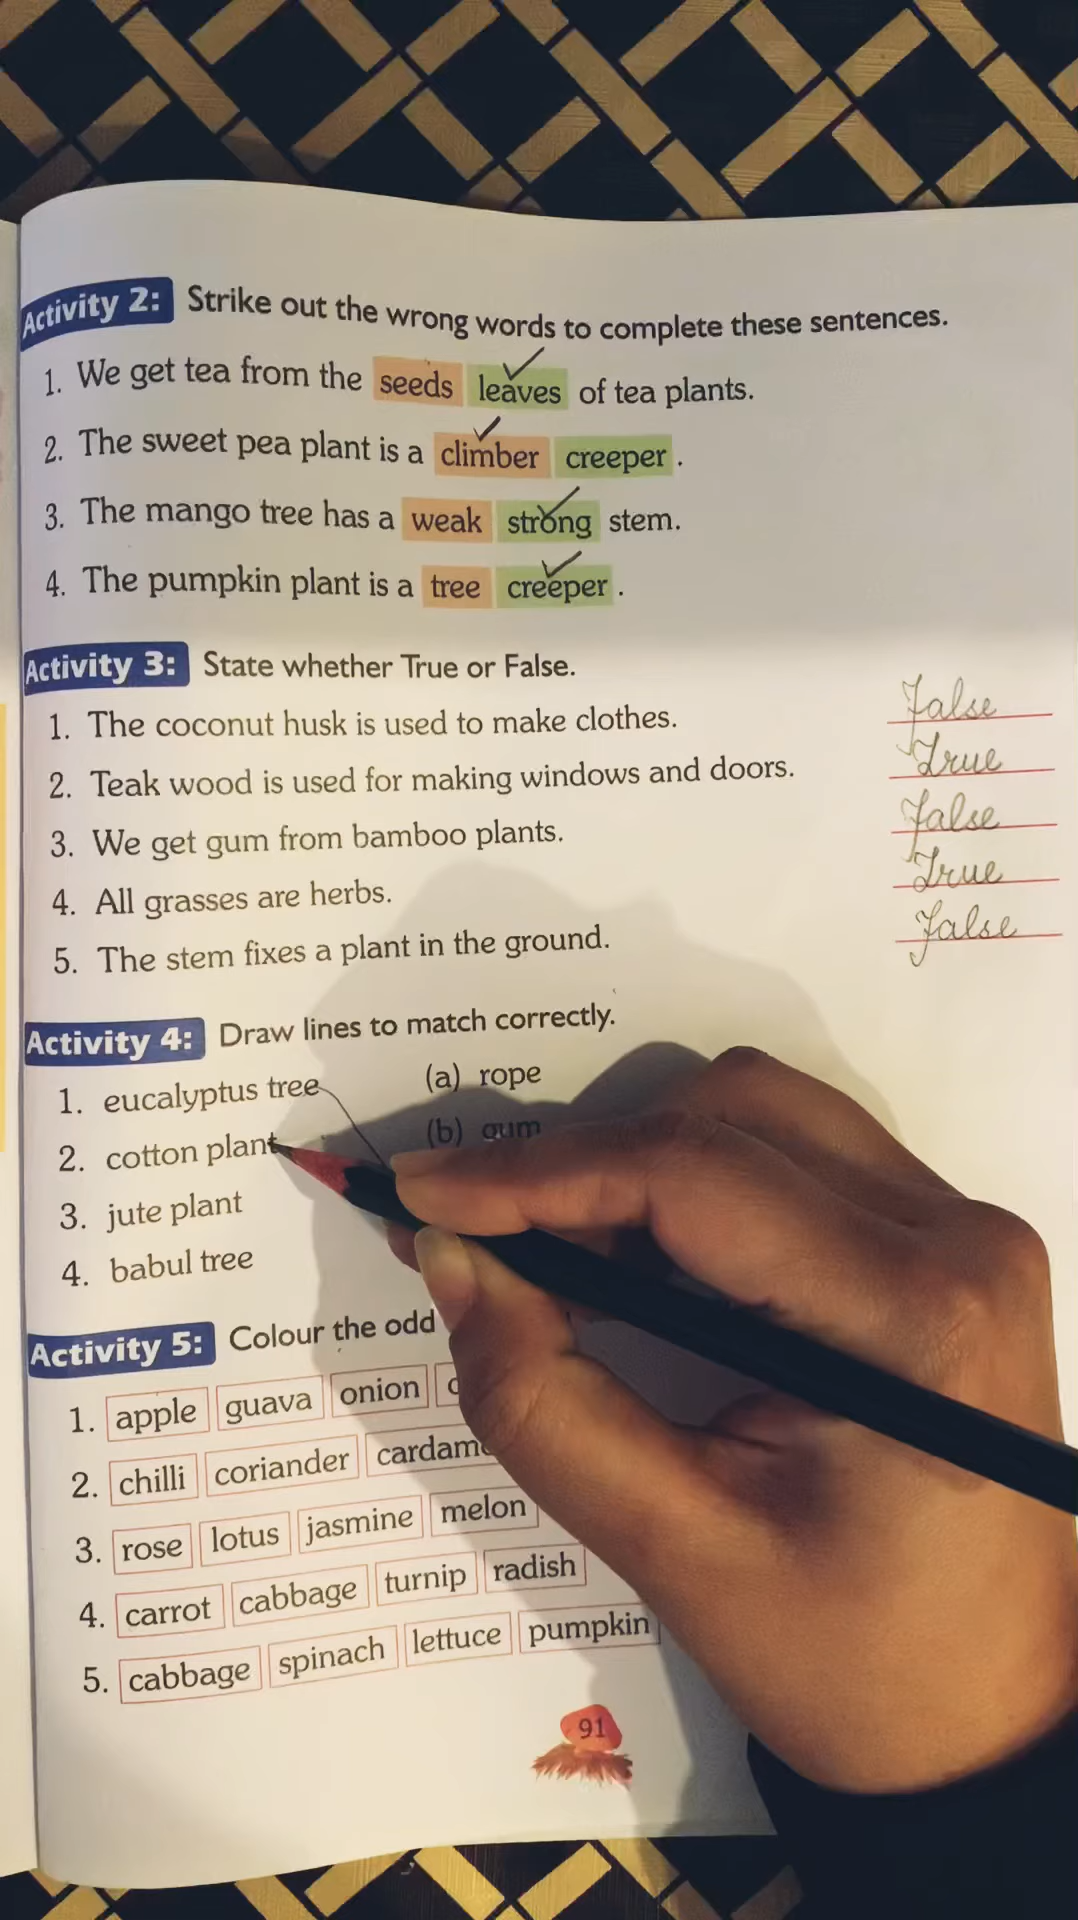 Activity 2: Strike out the wrong words to complete these sentences.
1. We get tea from the seeds leaves of tea plants.
2. The sweet pea plant is a climber creeper .
3. The mango tree has a weak strong stem.
4. The pumpkin plant is a tree creeper .
Activity 3: State whether True or False.
1. The coconut husk is used to make clothes. False
2. Teak wood is used for making windows and doors. True
3. We get gum from bamboo plants. False
4. All grasses are herbs. True
5. The stem fixes a plant in the ground. False
Activity 4: Draw lines to match correctly.
1. eucalyptus tree (a) rope
2. cotton plant (b) gum
3. jute plant
4. babul tree
Activity 5: Colour the odd
1. apple guava onion
2. chilli coriander
3. rose lotus jasmine melon
4. carrot cabbage turnip radish
5. cabbage spinach lettuce pumpkin
91